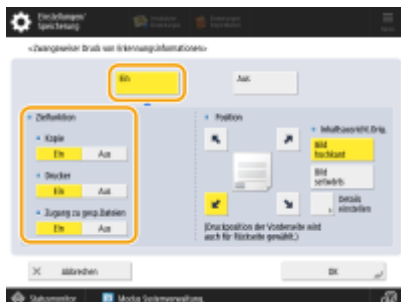 Einstellungen/
Speicherung
<Zwangsweiser Druck von Erkennungsinformationen>
Ein
Aus
Zielfunktion
Kopie
Ein
Aus
Drucker
Ein
Aus
Zugang zu gesp.Dateien
Ein
Aus
Position
Inhaltsausricht.Orig.
Bild
hochkant
Bild
seitwärts
Details
einstellen
(Druckposition der Vorderseite wird
auch für Rückseite gewählt.)
Abbrechen
OK
Statusmonitor
Modus Systemverwaltung